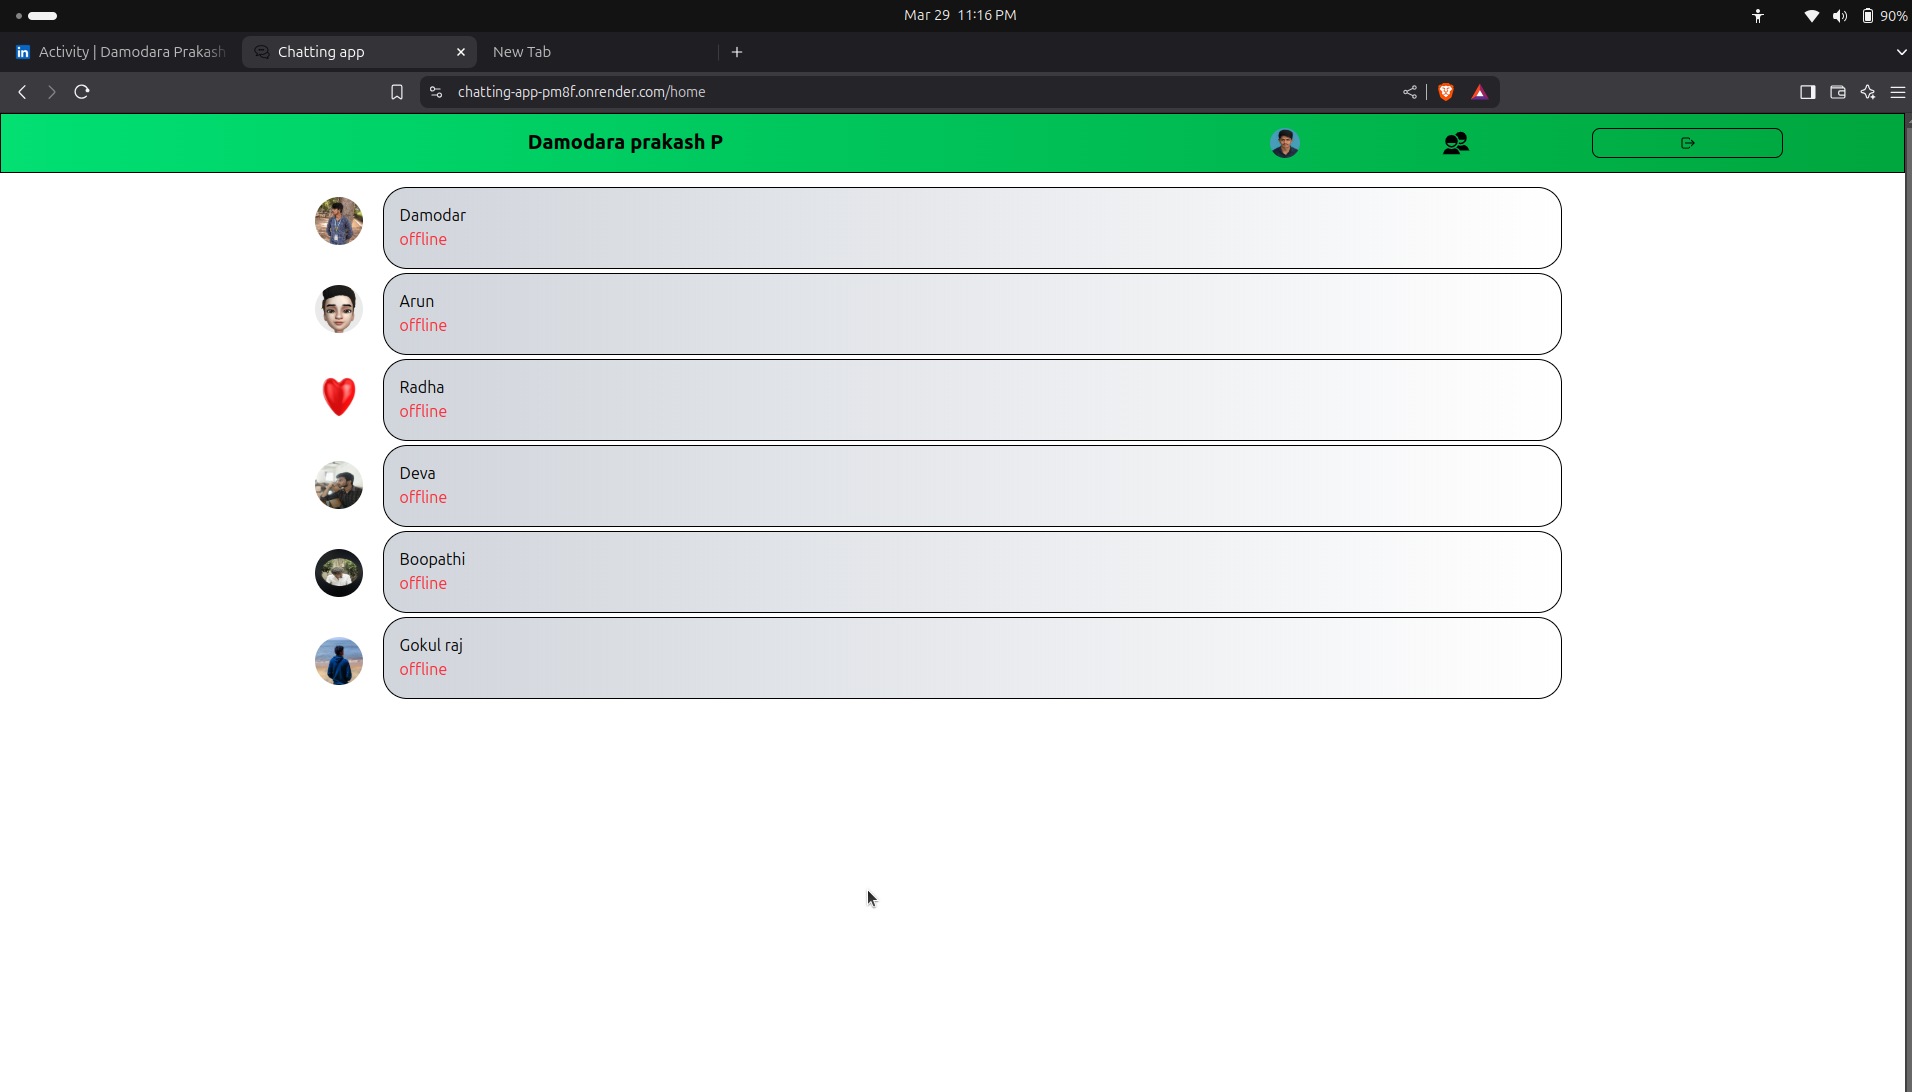 Mar 29 11:16 PM
90%
Activity | Damodara Prakash
Chatting app
New Tab
chatting-app-pm8f.onrender.com/home
Damodara prakash P
Damodar
offline
Arun
offline
Radha
offline
Deva
offline
Boopathi
offline
Gokul raj
offline